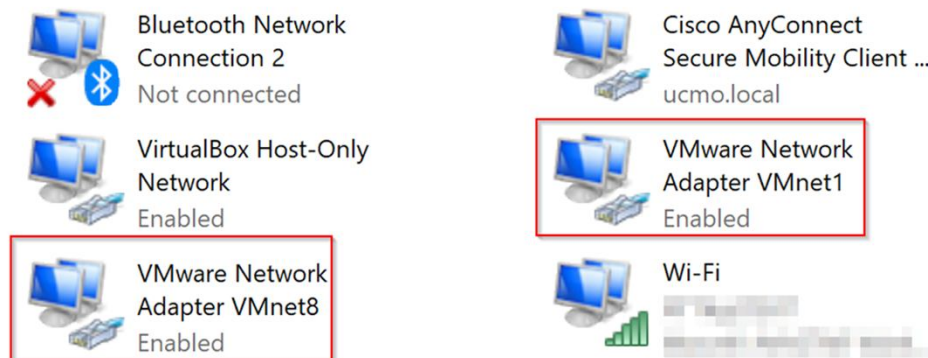 Bluetooth Network
Connection 2
Not connected
Cisco AnyConnect
Secure Mobility Client ...
ucmo.local
VirtualBox Host-Only
Network
Enabled
VMware Network
Adapter VMnet1
Enabled
VMware Network
Adapter VMnet8
Enabled
Wi-Fi